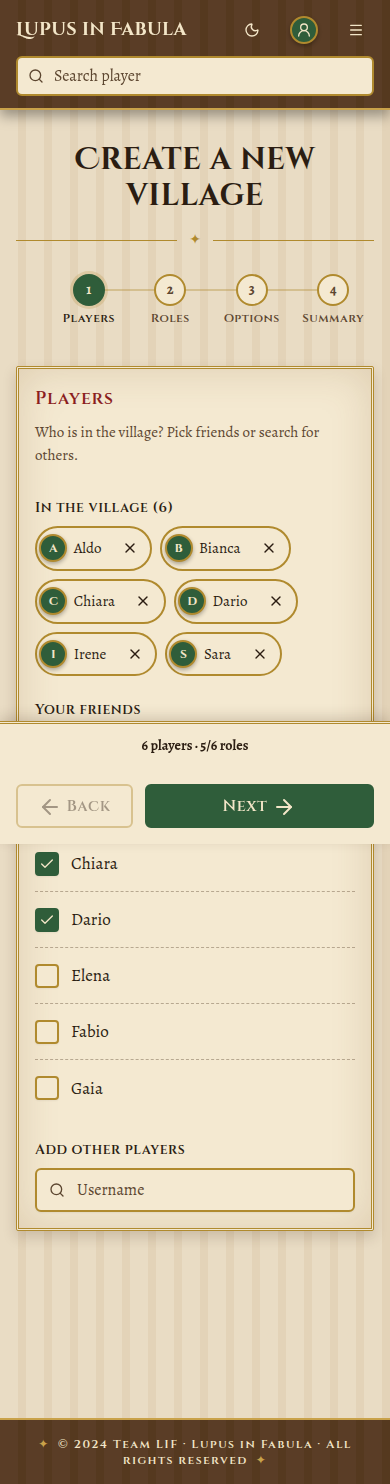 Lupus in Fabula
Search player
Create a new
village
1 2 3 4
Players Roles Options Summary
Players
Who is in the village? Pick friends or search for
others.
In the village (6)
A Aldo B Bianca
C Chiara D Dario
I Irene S Sara
Your friends
6 players · 5/6 roles
Back Next
Chiara
Dario
Elena
Fabio
Gaia
Add other players
Username
© 2024 Team LIF · Lupus in Fabula · All
rights reserved